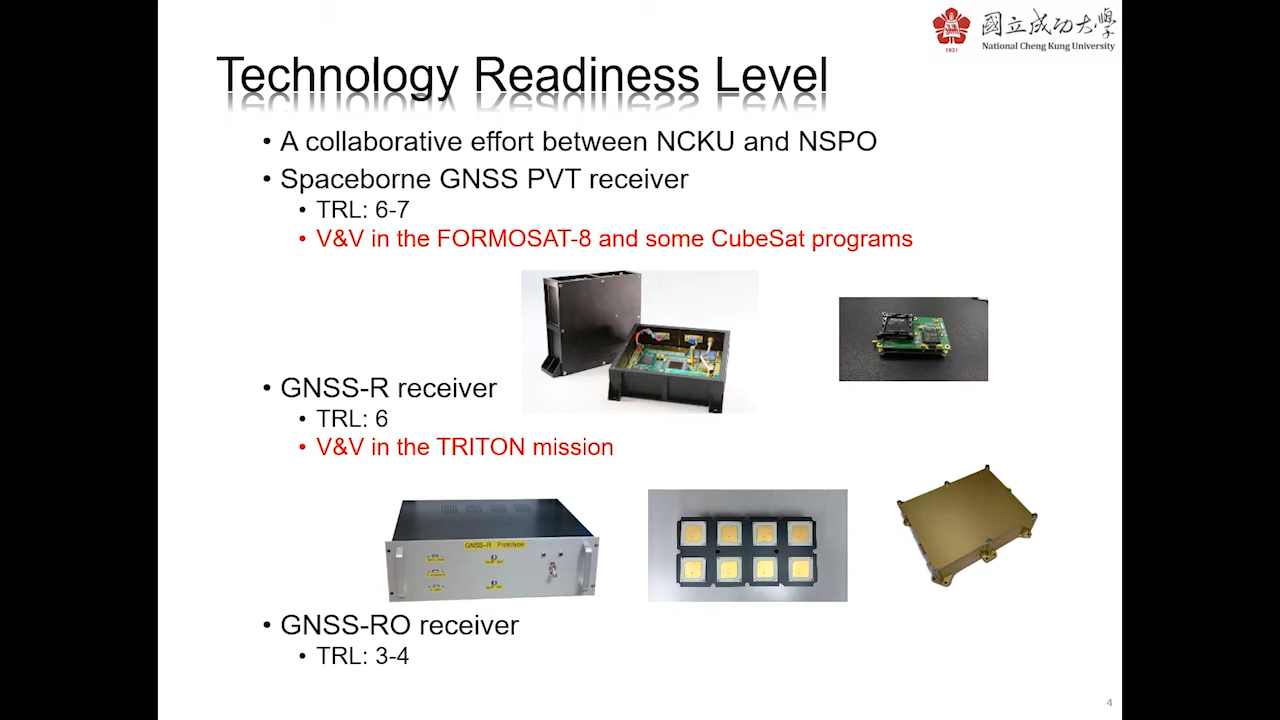 國立成功大學
1931
National Cheng Kung University
Technology Readiness Level
• A collaborative effort between NCKU and NSPO
• Spaceborne GNSS PVT receiver
• TRL: 6-7
• V&V in the FORMOSAT-8 and some CubeSat programs
• GNSS-R receiver
• TRL: 6
• V&V in the TRITON mission
GNSS-R Prototype
• GNSS-RO receiver
• TRL: 3-4
4